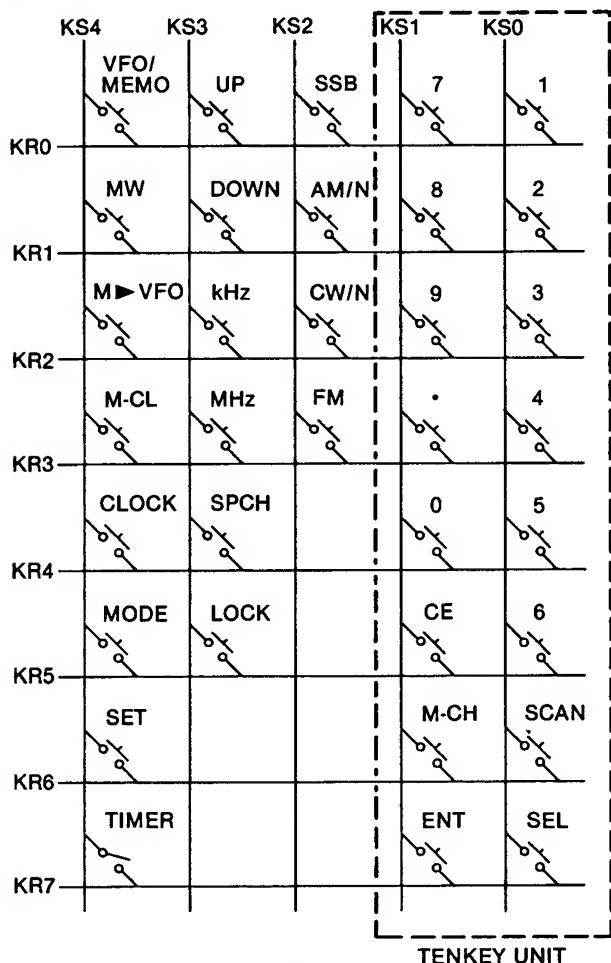 KS4 KS3 KS2 KS1 KS0
VFO/
MEMO UP SSB 7 1
KR0
MW DOWN AM/N 8 2
KR1
M►VFO kHz CW/N 9 3
KR2
M-CL MHz FM · 4
KR3
CLOCK SPCH 0 5
KR4
MODE LOCK CE 6
KR5
SET M-CH SCAN
KR6
TIMER ENT SEL
KR7
TENKEY UNIT